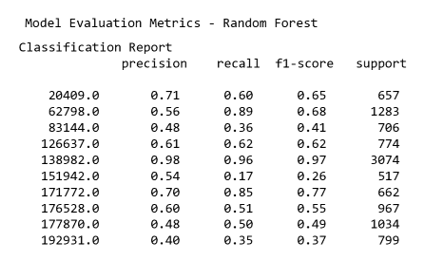 Model Evaluation Metrics - Random Forest
Classification Report
precision recall f1-score support
20409.0 0.71 0.60 0.65 657
62798.0 0.56 0.89 0.68 1283
83144.0 0.48 0.36 0.41 706
126637.0 0.61 0.62 0.62 774
138982.0 0.98 0.96 0.97 3074
151942.0 0.54 0.17 0.26 517
171772.0 0.70 0.85 0.77 662
176528.0 0.60 0.51 0.55 967
177870.0 0.48 0.50 0.49 1034
192931.0 0.40 0.35 0.37 799